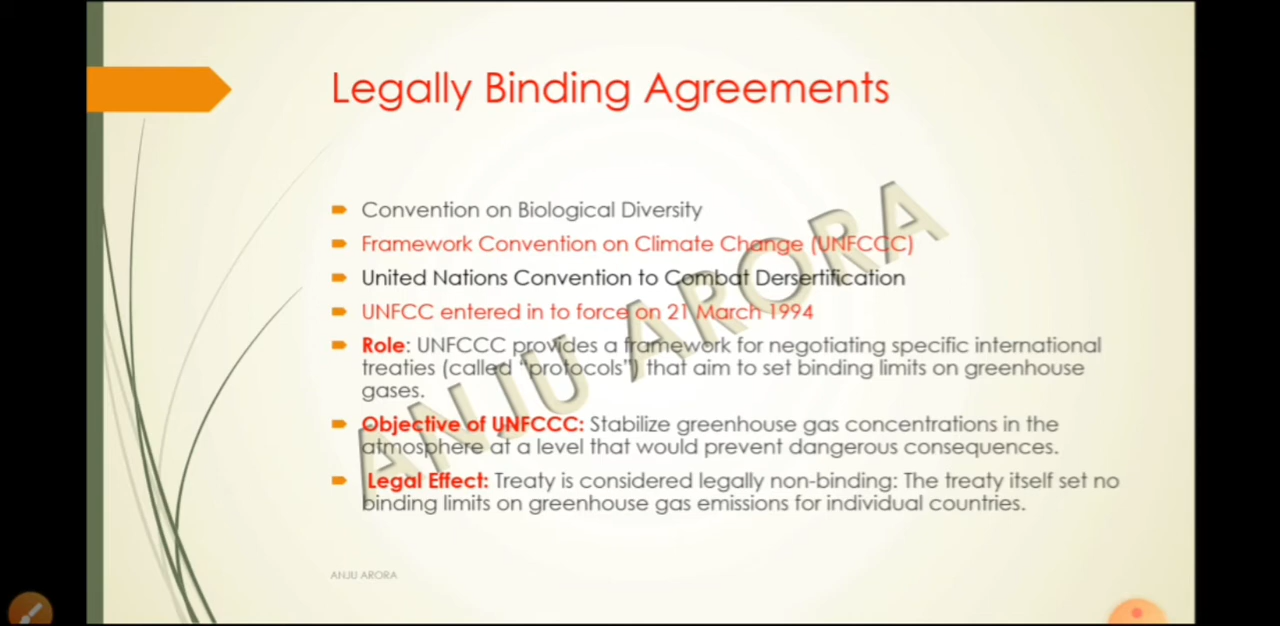 Legally Binding Agreements
Convention on Biological Diversity
Framework Convention on Climate Change (UNFCCC)
United Nations Convention to Combat Dersertification
UNFCC entered in to force on 21 March 1994
Role: UNFCCC provides a framework for negotiating specific international
treaties (called "protocols") that aim to set binding limits on greenhouse
gases.
Objective of UNFCCC: Stabilize greenhouse gas concentrations in the
atmosphere at a level that would prevent dangerous consequences.
Legal Effect: Treaty is considered legally non-binding: The treaty itself set no
binding limits on greenhouse gas emissions for individual countries.
ANJU ARORA
ANJU ARORA